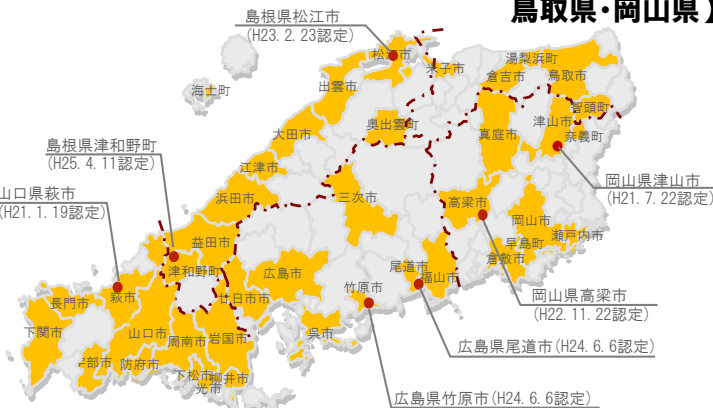 鳥取県・岡山県】
島根県松江市
(H23.2.23認定)
松江市
米子市
湯梨浜町
倉吉市
鳥取市
海士町
出雲市
智頭町
奥出雲町
津山市
真庭市
奈義町
大田市
島根県津和野町
(H25.4.11認定)
江津市
岡山県津山市
(H21.7.22認定)
山口県萩市
(H21.1.19認定)
浜田市
三次市
高梁市
岡山市
益田市
瀬戸内市
早島町
倉敷市
津和野町
広島市
尾道市
福山市
竹原市
廿日市市
岡山県高梁市
(H22.11.22認定)
長門市
萩市
下関市
山口市
周南市
岩国市
呉市
広島県尾道市(H24.6.6認定)
宇部市
防府市
下松市
光市
柳井市
広島県竹原市(H24.6.6認定)